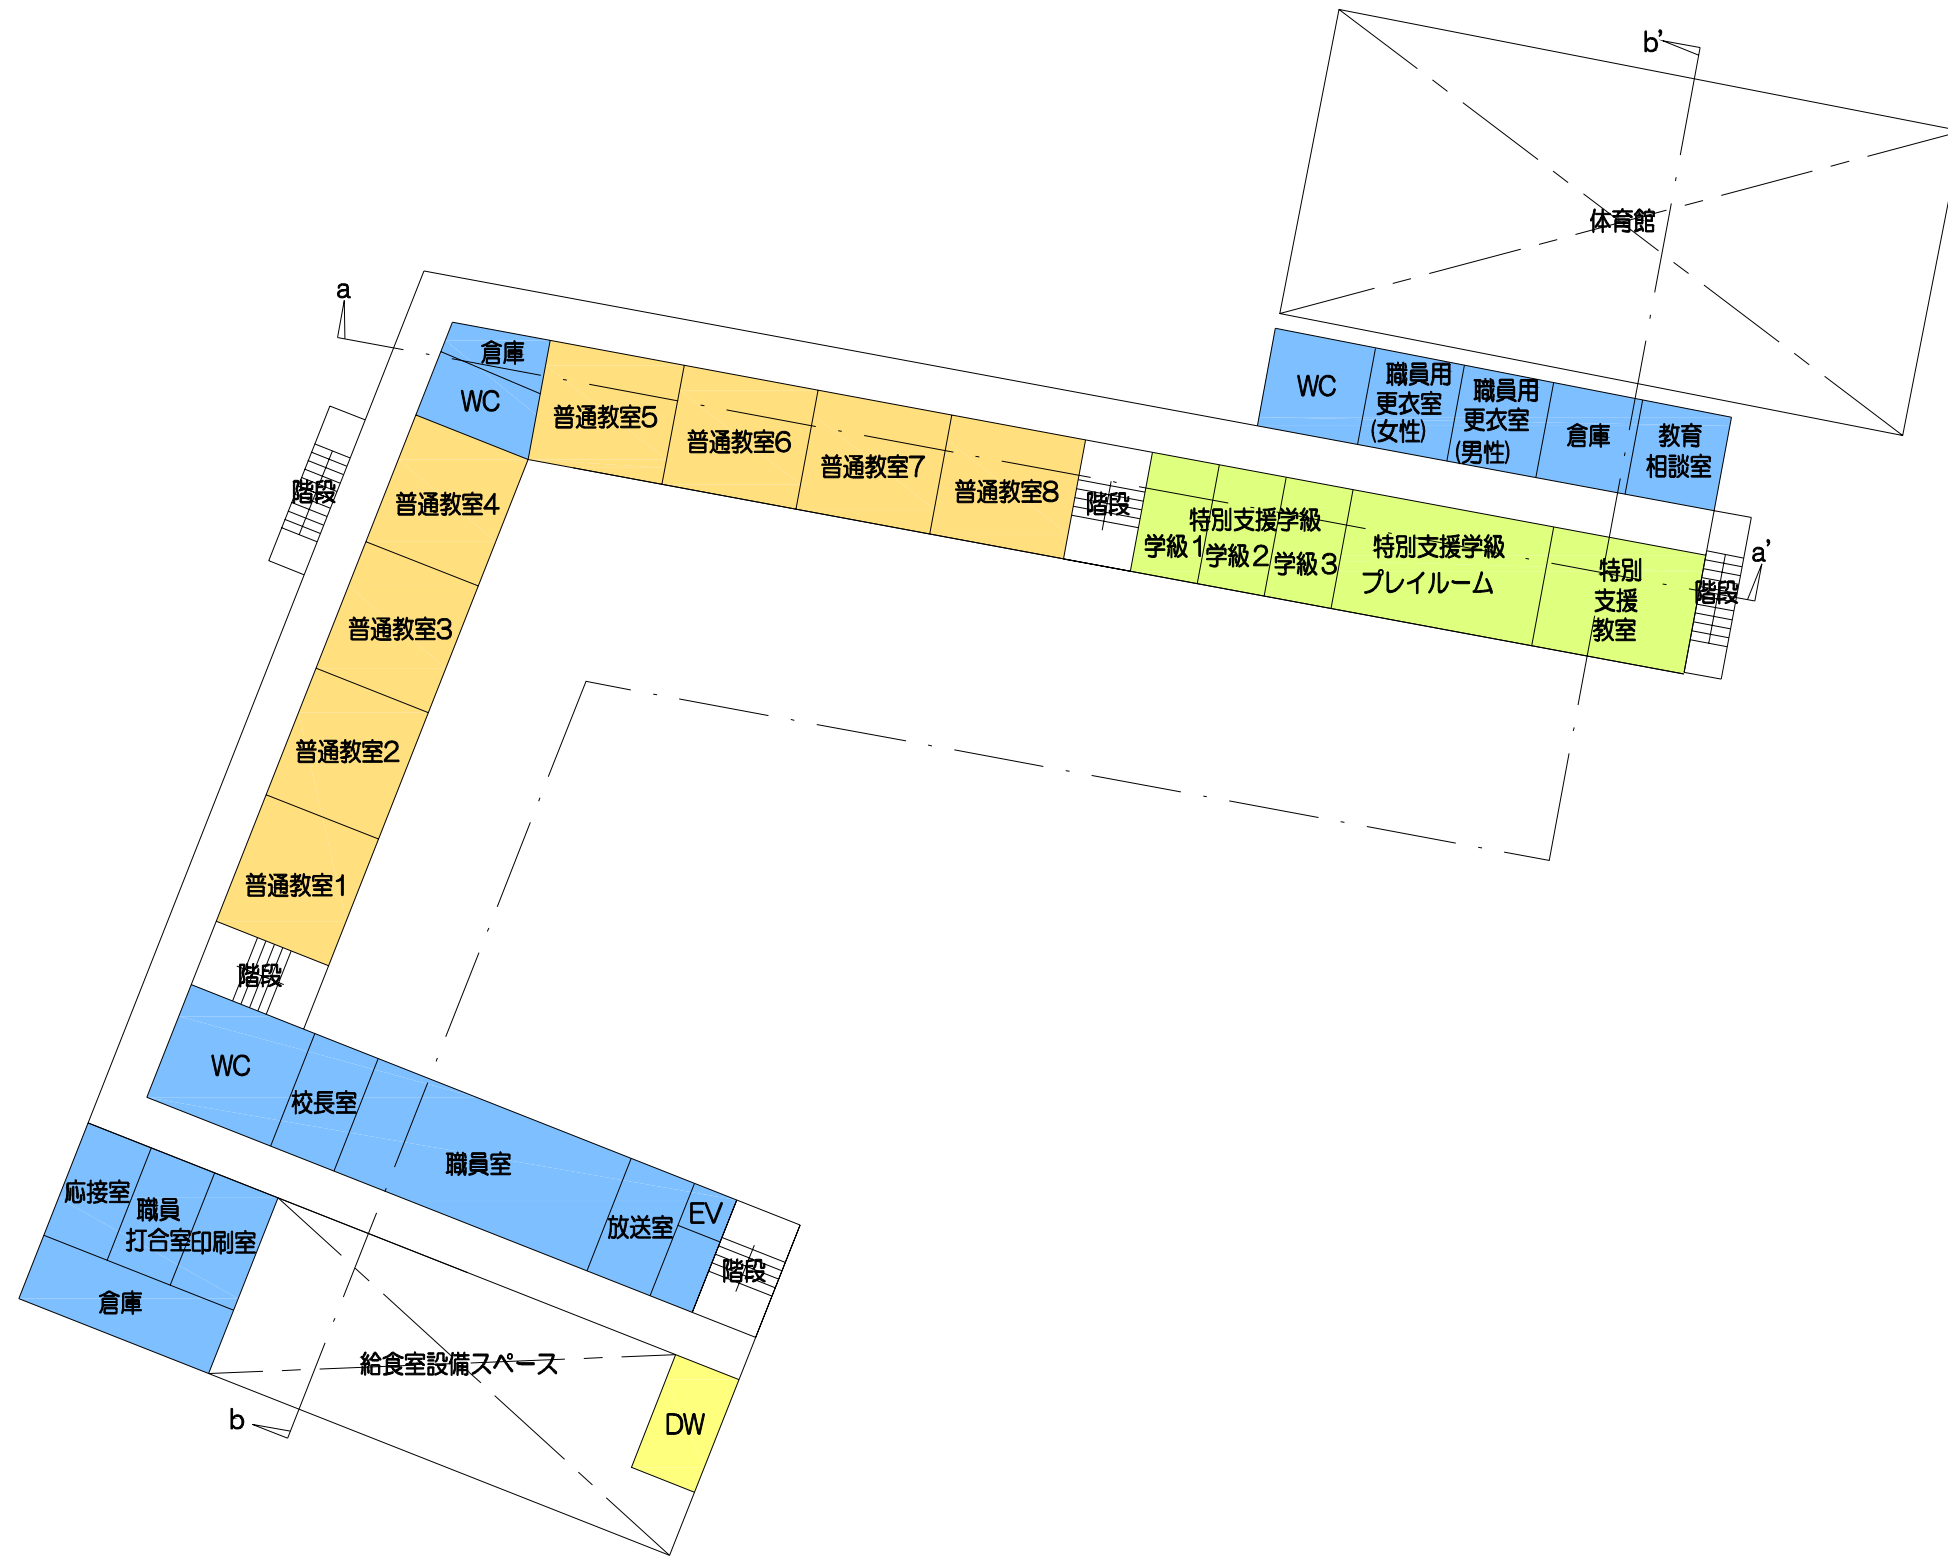 b’
体育館
a
倉庫
WC
WC
職員用
更衣室
(女性)
職員用
更衣室
(男性)
倉庫
教育
相談室
普通教室5
普通教室6
普通教室7
普通教室8
階段
特別支援学級
学級1
学級2
学級3
特別支援学級
プレイルーム
特別
支援
教室
階段
a’
階段
普通教室4
普通教室3
普通教室2
普通教室1
階段
WC
校長室
職員室
放送室
EV
階段
応接室
職員
打合室
印刷室
倉庫
給食室設備スペース
DW
b